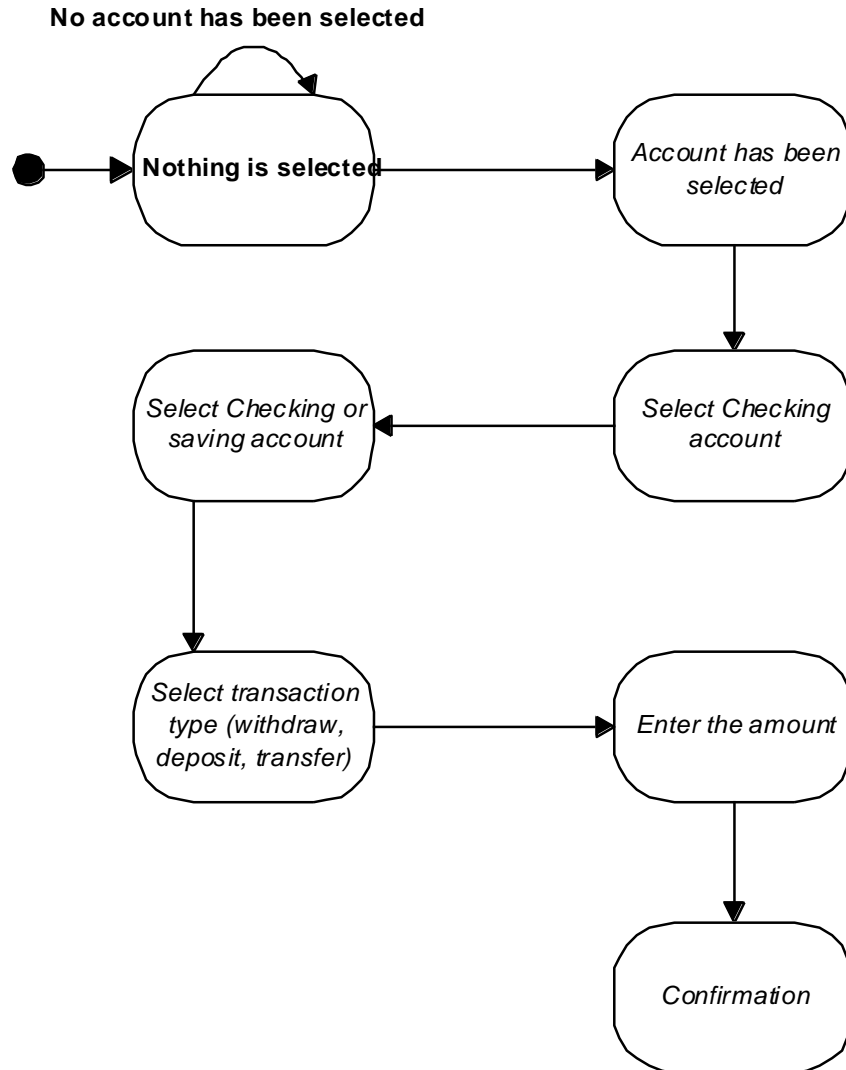 No account has been selected
Nothing is selected
Account has been
selected
Select Checking or
saving account
Select Checking
account
Select transaction
type (withdraw,
deposit, transfer)
Enter the amount
Confirmation